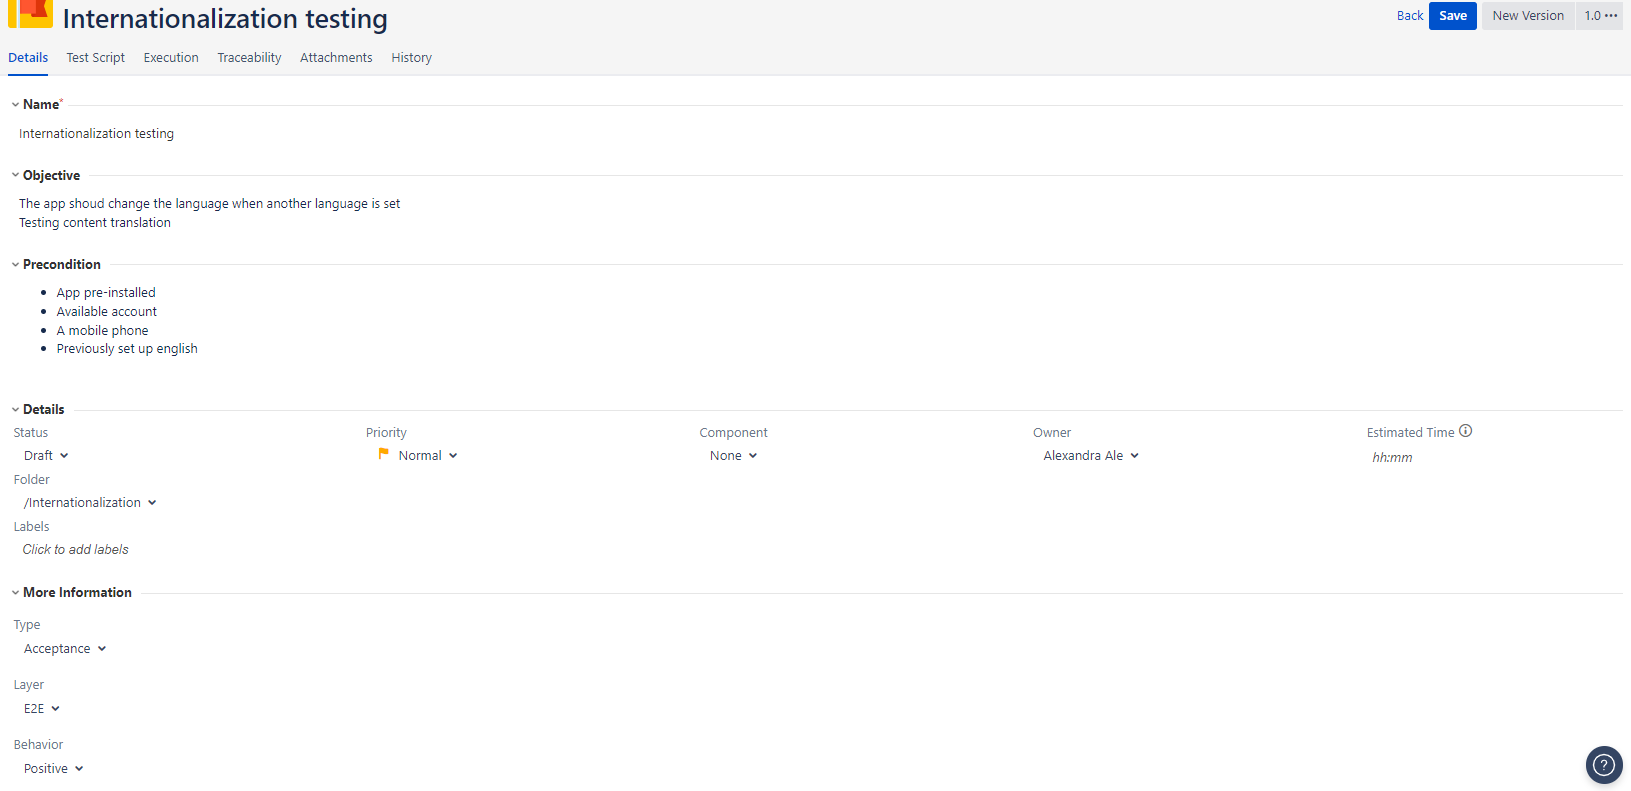 Internationalization testing
Back Save New Version 1.0 ···
Details Test Script Execution Traceability Attachments History
Name*
Internationalization testing
Objective
The app shoud change the language when another language is set
Testing content translation
Precondition
• App pre-installed
• Available account
• A mobile phone
• Previously set up english
Details
Status Priority Component Owner Estimated Time
Draft Normal None Alexandra Ale hh:mm
Folder
/Internationalization
Labels
Click to add labels
More Information
Type
Acceptance
Layer
E2E
Behavior
Positive
?